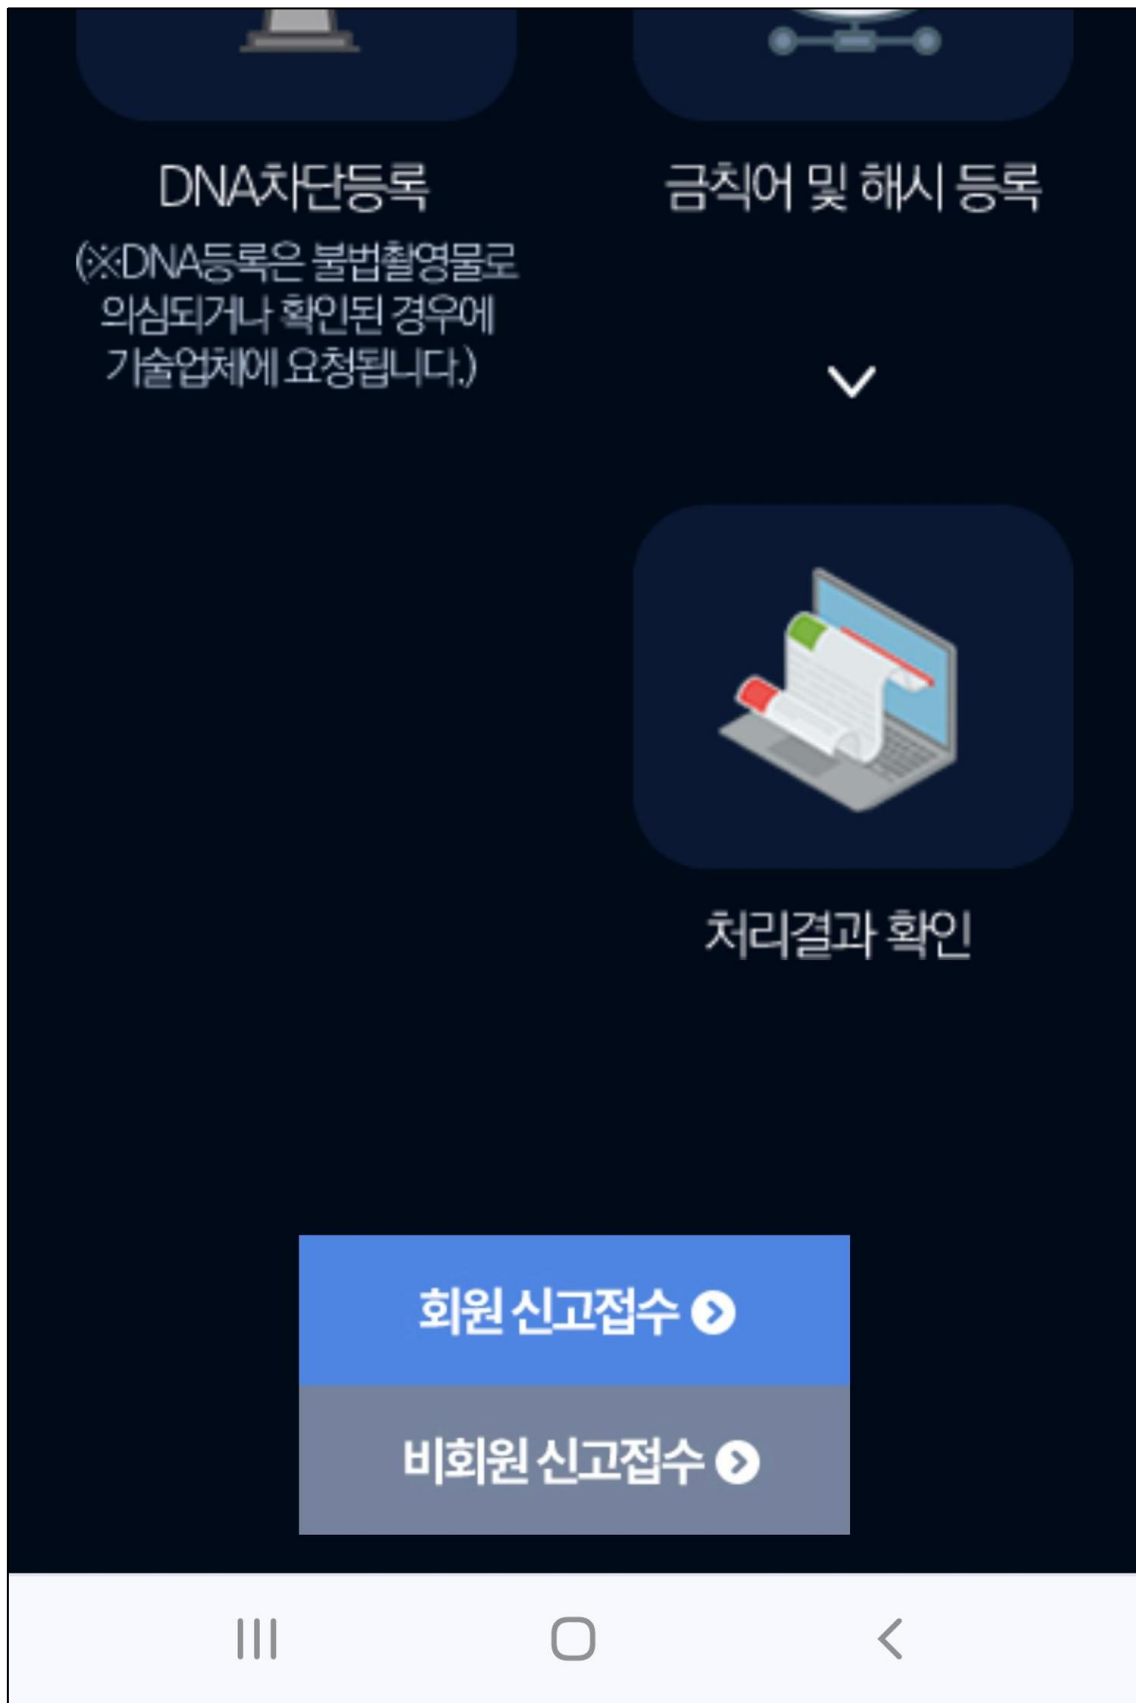 DNA차단등록
(※DNA등록은 불법촬영물로
의심되거나 확인된 경우에
기술업체에 요청됩니다.)
금칙어 및 해시 등록
처리결과 확인
회원 신고접수
비회원 신고접수